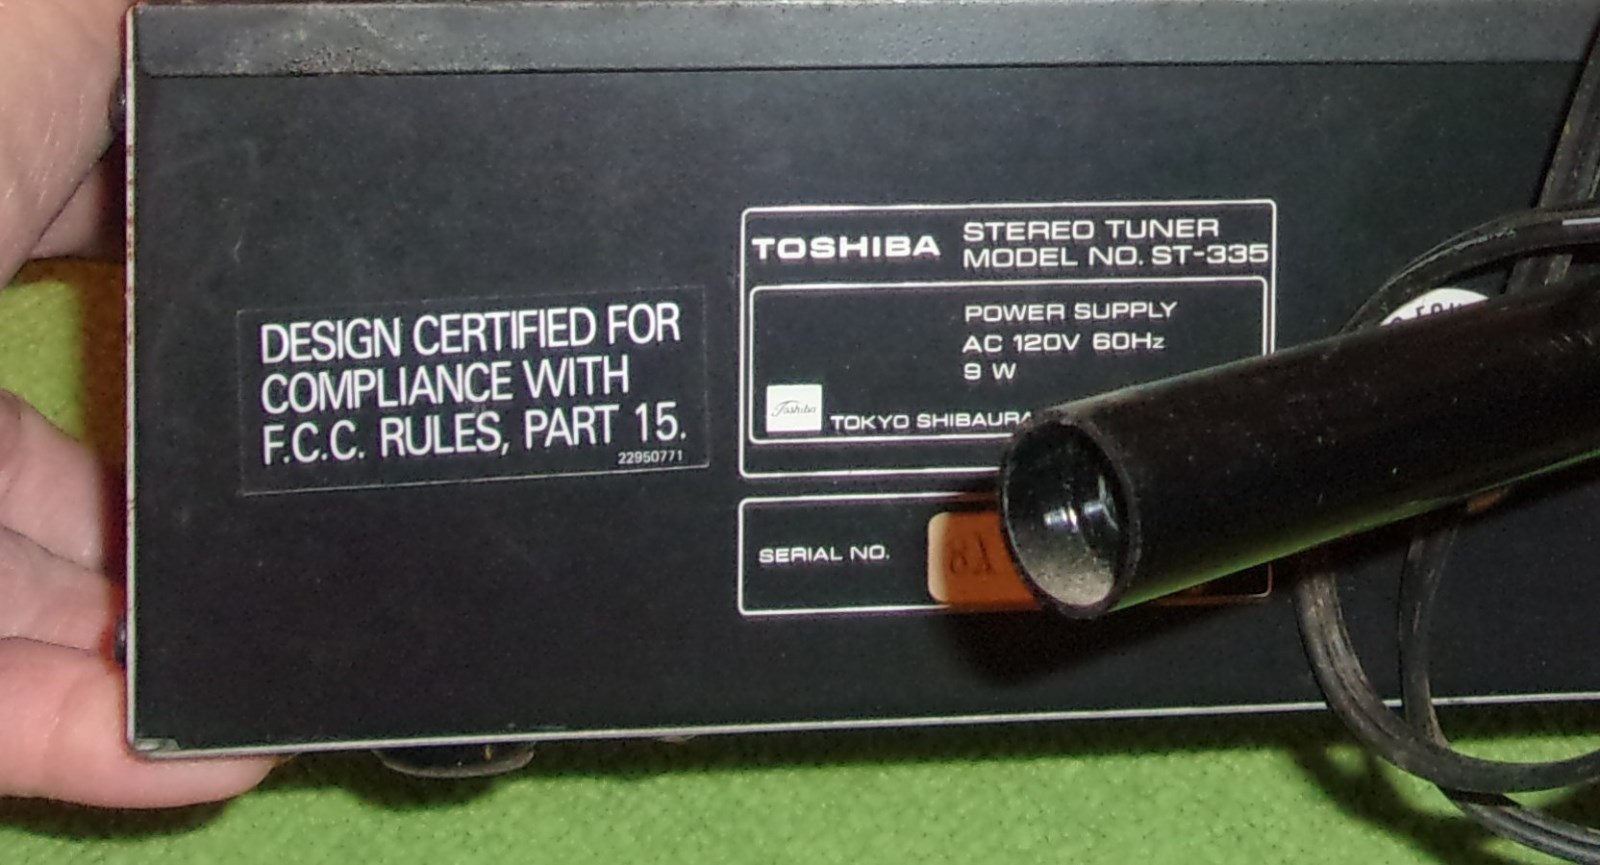 DESIGN CERTIFIED FOR
COMPLIANCE WITH
F.C.C. RULES, PART 15.
22950771
TOSHIBA
STEREO TUNER
MODEL NO. ST-335
POWER SUPPLY
AC 120V 60Hz
9 W
Toshiba
TOKYO SHIBAURA
SERIAL NO.